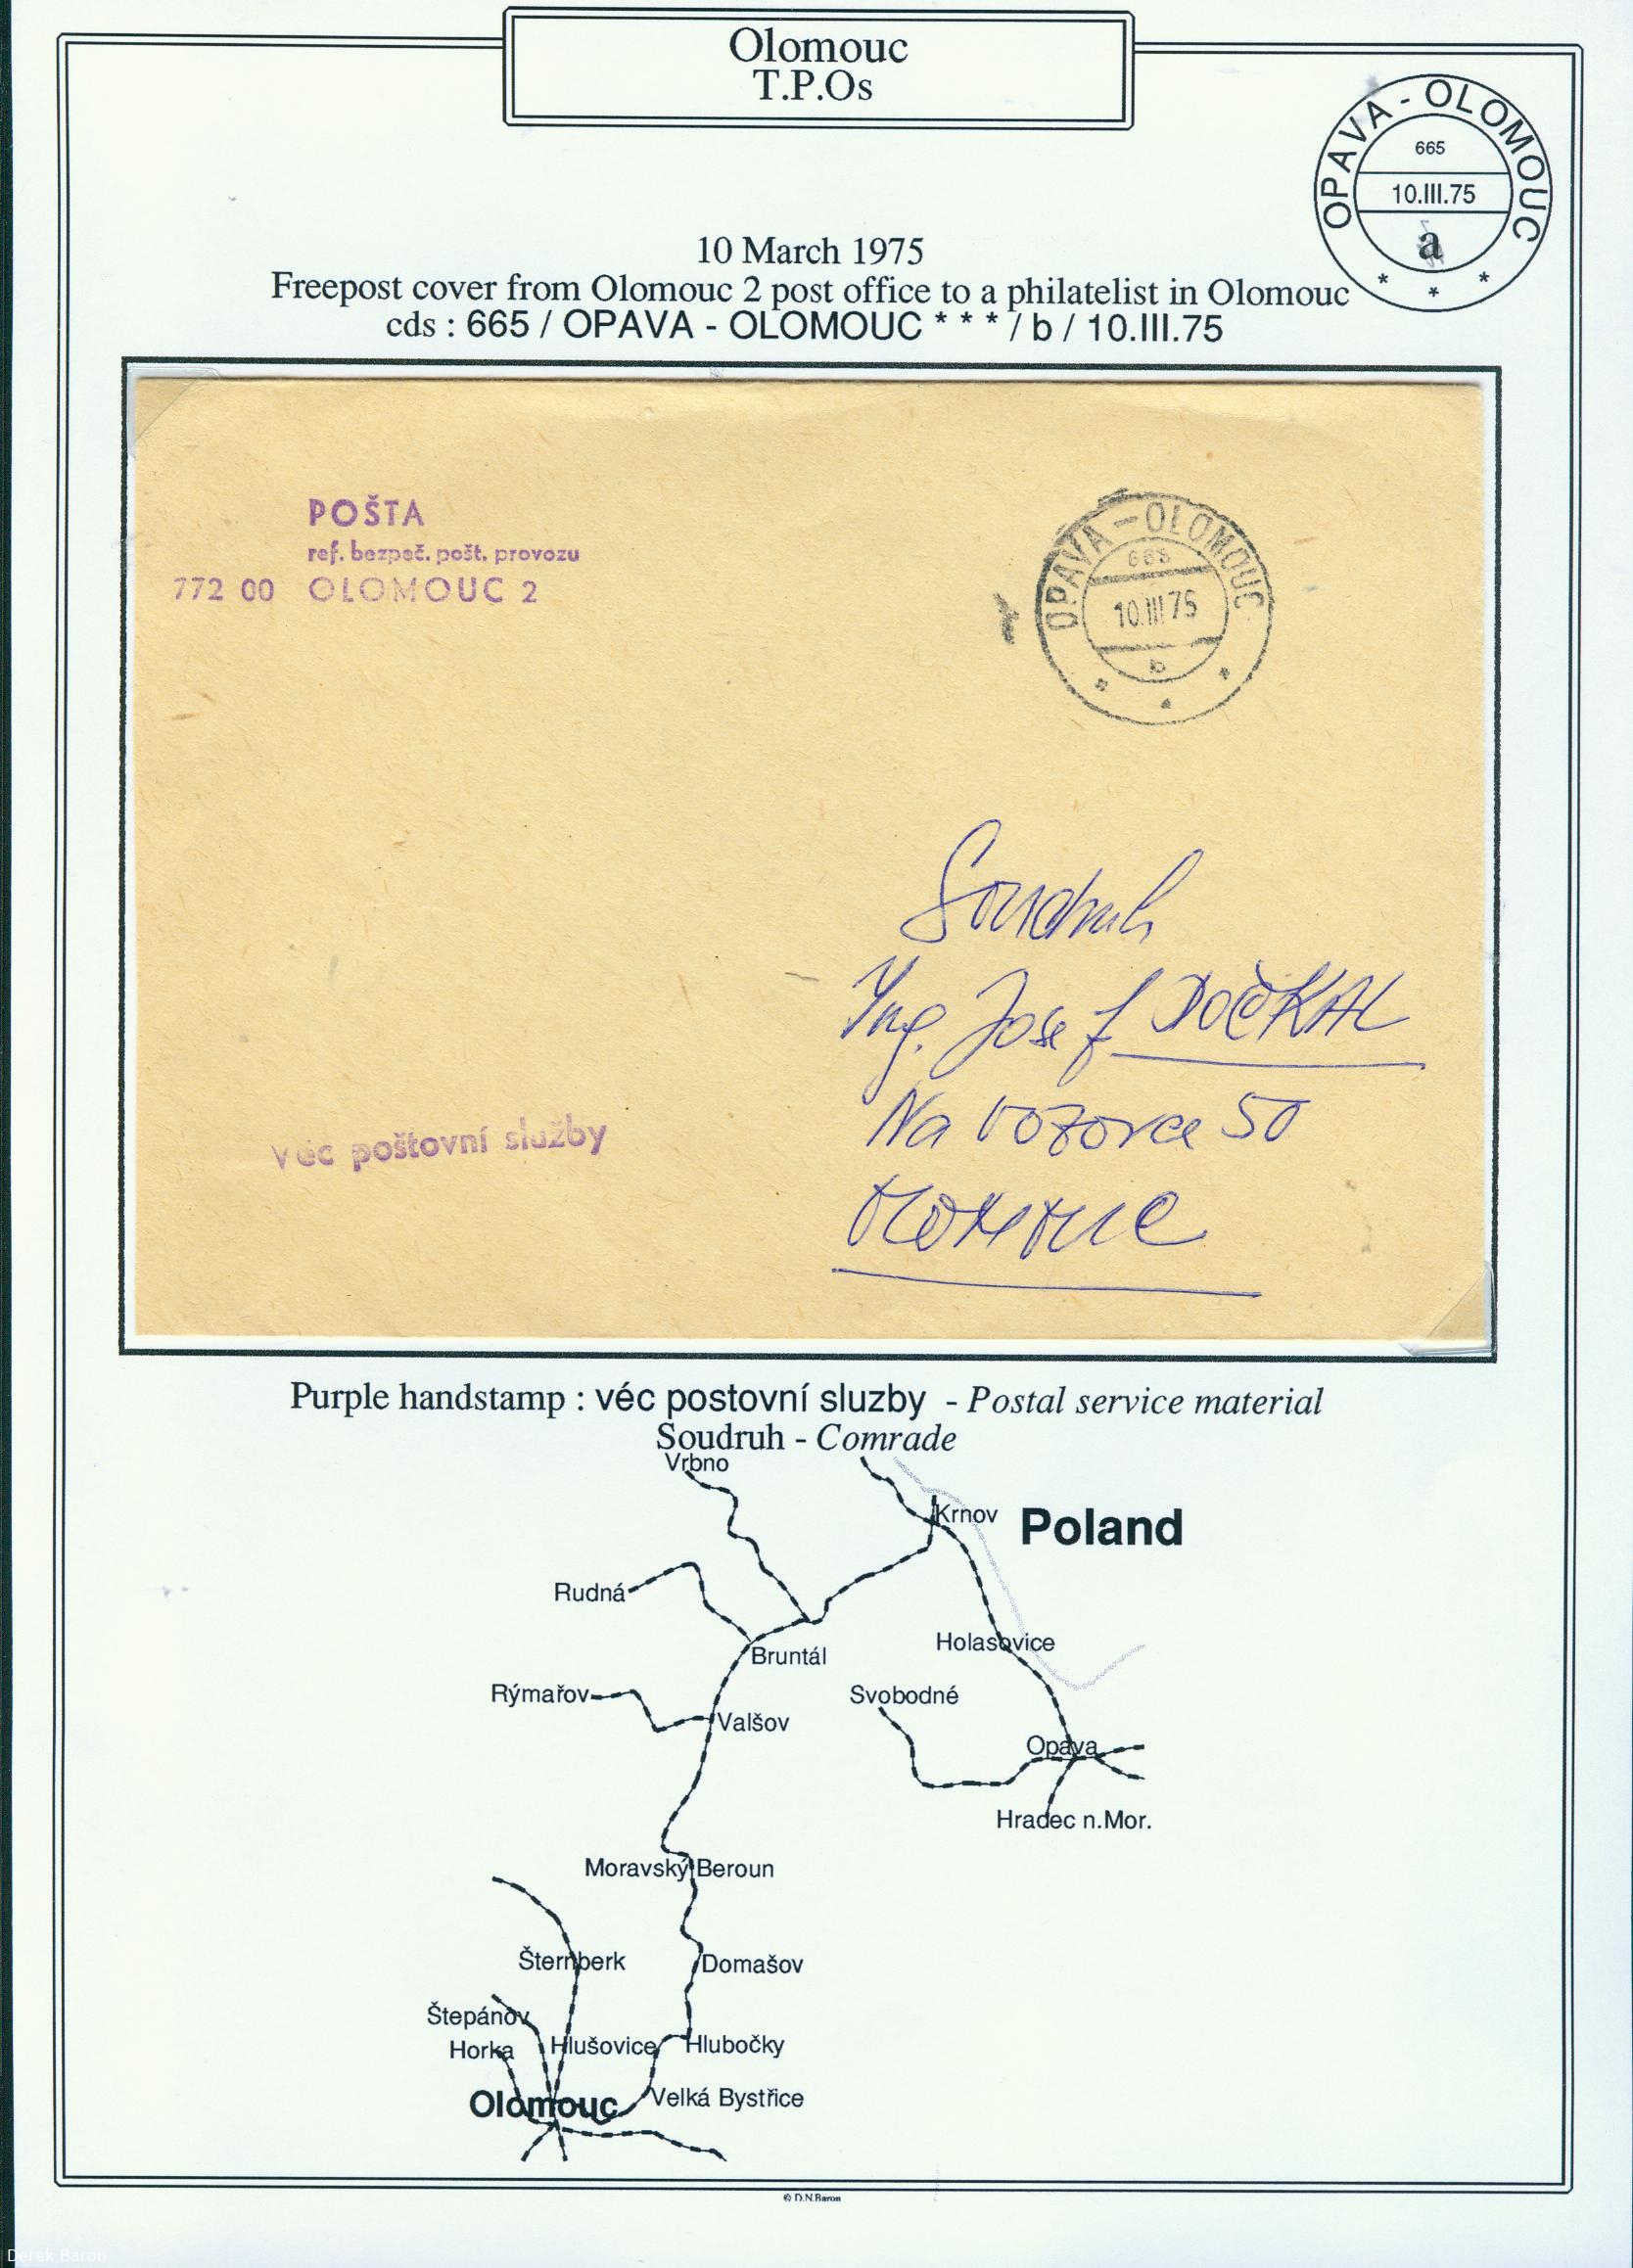 Olomouc
T.P.Os
OPAVA - OLOMOUC
665
10.III.75
a
* * *
10 March 1975
Freepost cover from Olomouc 2 post office to a philatelist in Olomouc
cds : 665 / OPAVA - OLOMOUC * * * / b / 10.III.75
POŠTA
ref. bezpeč. pošt. provozu
772 00 OLOMOUC 2
OPAVA - OLOMOUC
665
10.III.75
b
* * *
Soudruh
Ing. Josef DOČKAL
Na vozovce 50
OLOMOUC
Věc poštovní služby
Purple handstamp : véc postovní sluzby - Postal service material
Soudruh - Comrade
Vrbno
Krnov
Poland
Rudná
Holasovice
Bruntál
Rýmařov
Svobodné
Valšov
Opava
Hradec n.Mor.
Moravský Beroun
Šternberk
Domašov
Štepánov
Horka
Hlušovice
Hlubočky
Olomouc
Velká Bystřice
© D.N.Baron
Derek Baron